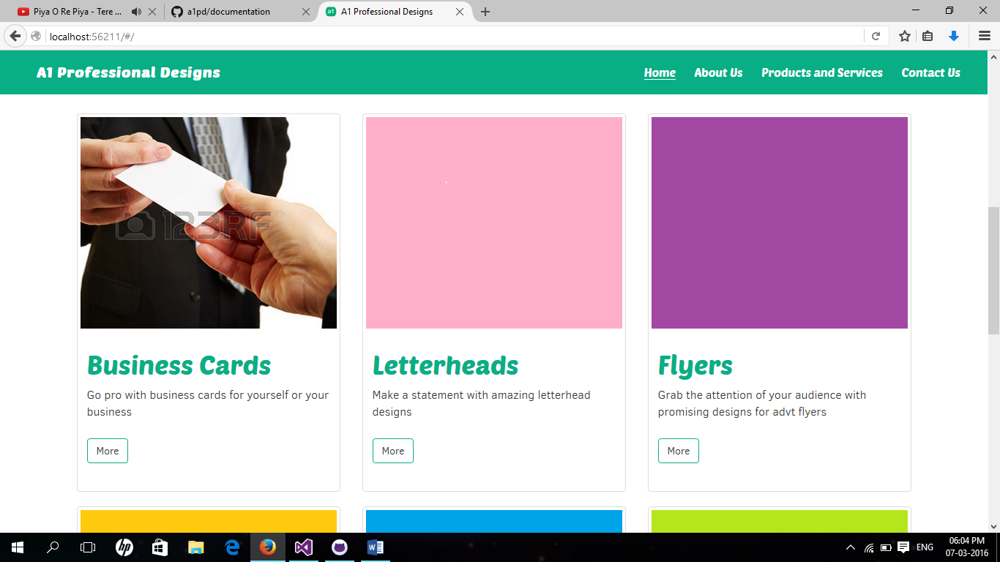 Piya O Re Piya - Tere ...
a1pd/documentation
a1
A1 Professional Designs
localhost:56211/#/
A1 Professional Designs
Home
About Us
Products and Services
Contact Us
123RF
Business Cards
Go pro with business cards for yourself or your
business
More
Letterheads
Make a statement with amazing letterhead
designs
More
Flyers
Grab the attention of your audience with
promising designs for advt flyers
More
hp
ENG
06:04 PM
07-03-2016